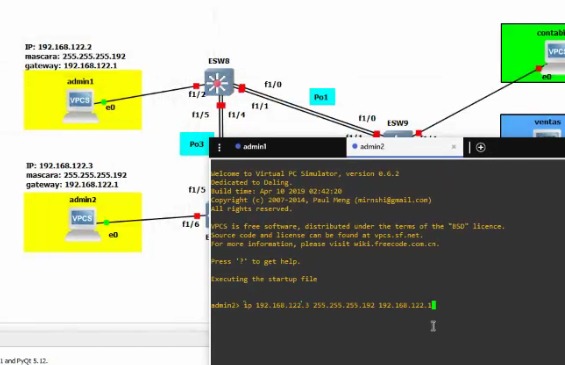 IP: 192.168.122.2
mascara: 255.255.255.192
gateway: 192.168.122.1
admin1
VPCS
e0
ESW8
f1/2
f1/0
f1/1
f1/5
f1/4
Po1
Po3
f1/0
ESW9
VPCS
e0
ventas
IP: 192.168.122.3
mascara: 255.255.255.192
gateway: 192.168.122.1
admin2
VPCS
e0
f1/5
f1/6
admin1
admin2
Welcome to Virtual PC Simulator, version 0.6.2
Dedicated to Daling.
Build time: Apr 10 2019 02:42:20
Copyright (c) 2007-2014, Paul Meng (mirnshi@gmail.com)
All rights reserved.
VPCS is free software, distributed under the terms of the "BSD" licence.
Source code and license can be found at vpcs.sf.net.
For more information, please visit wiki.freecode.com.cn.
Press '?' to get help.
Executing the startup file
admin2> ip 192.168.122.3 255.255.255.192 192.168.122.1
1 and PyQt 5.12.